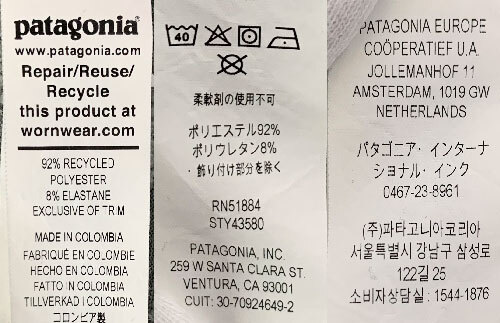 patagonia
www.patagonia.com
Repair/Reuse/
Recycle
this product at
wornwear.com
92% RECYCLED
POLYESTER
8% ELASTANE
EXCLUSIVE OF TRIM
MADE IN COLOMBIA
FABRIQUÉ EN COLOMBIE
HECHO EN COLOMBIA
FATTO IN COLOMBIA
TILLVERKAD I COLOMBIA
コロンビア製
40
柔軟剤の使用不可
ポリエステル92%
ポリウレタン8%
・飾り付け部分を除く
RN51884
STY43580
PATAGONIA, INC.
259 W SANTA CLARA ST.
VENTURA, CA 93001
CUIT: 30-70924649-2
PATAGONIA EUROPE
COÖPERATIEF U.A.
JOLLEMANHOF 11
AMSTERDAM, 1019 GW
NETHERLANDS
パタゴニア・インターナ
ショナル・インク
0467-23-8961
(주)파타고니아코리아
서울특별시 강남구 삼성로
122길 25
소비자상담실 : 1544-1876